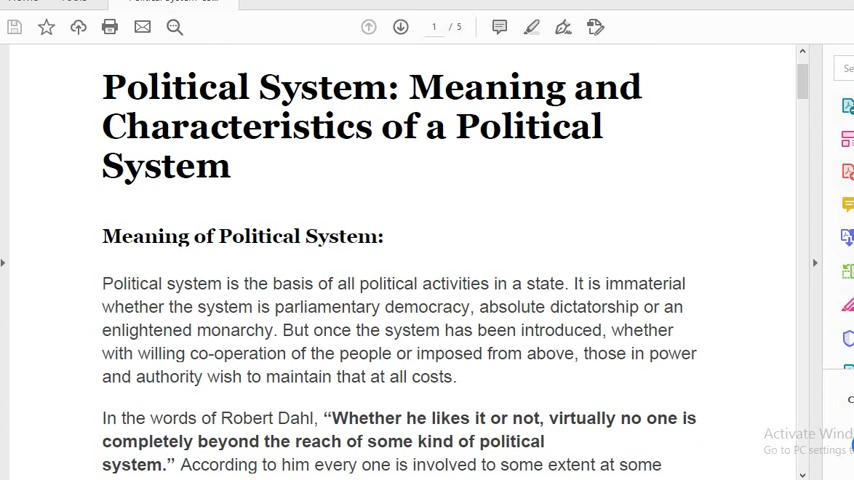 1 / 5
Political System: Meaning and
Characteristics of a Political
System
Meaning of Political System:
Political system is the basis of all political activities in a state. It is immaterial
whether the system is parliamentary democracy, absolute dictatorship or an
enlightened monarchy. But once the system has been introduced, whether
with willing co-operation of the people or imposed from above, those in power
and authority wish to maintain that at all costs.
In the words of Robert Dahl, “Whether he likes it or not, virtually no one is
completely beyond the reach of some kind of political
system.” According to him every one is involved to some extent at some
Se
Activate Wind
Go to PC settings t